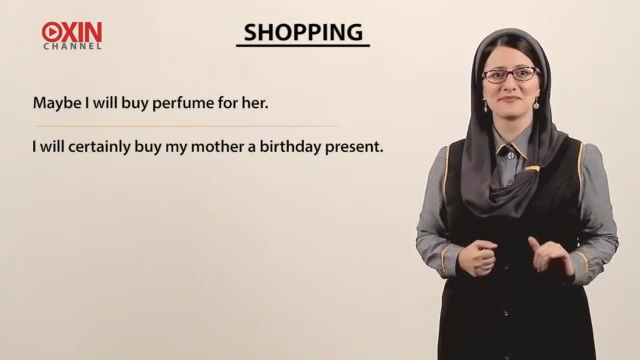 OXIN
CHANNEL
SHOPPING
Maybe I will buy perfume for her.
I will certainly buy my mother a birthday present.